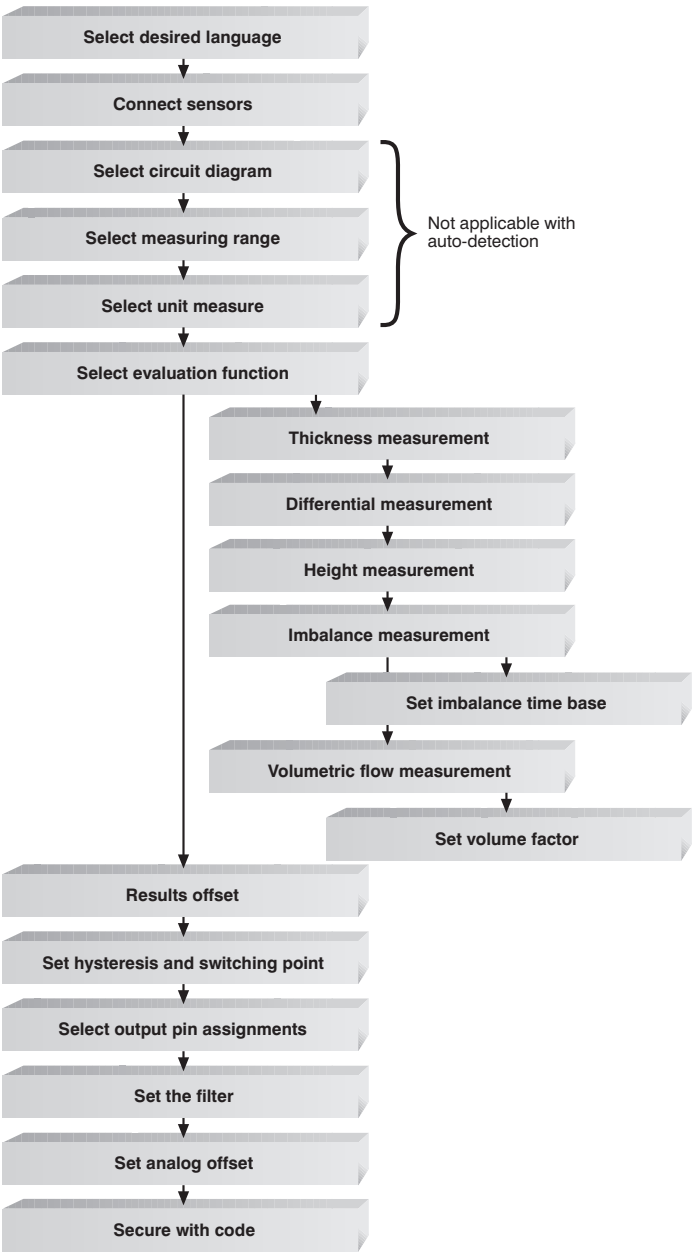 Select desired language
Connect sensors
Select circuit diagram
Select measuring range
Not applicable with
auto-detection
Select unit measure
Select evaluation function
Thickness measurement
Differential measurement
Height measurement
Imbalance measurement
Set imbalance time base
Volumetric flow measurement
Set volume factor
Results offset
Set hysteresis and switching point
Select output pin assignments
Set the filter
Set analog offset
Secure with code